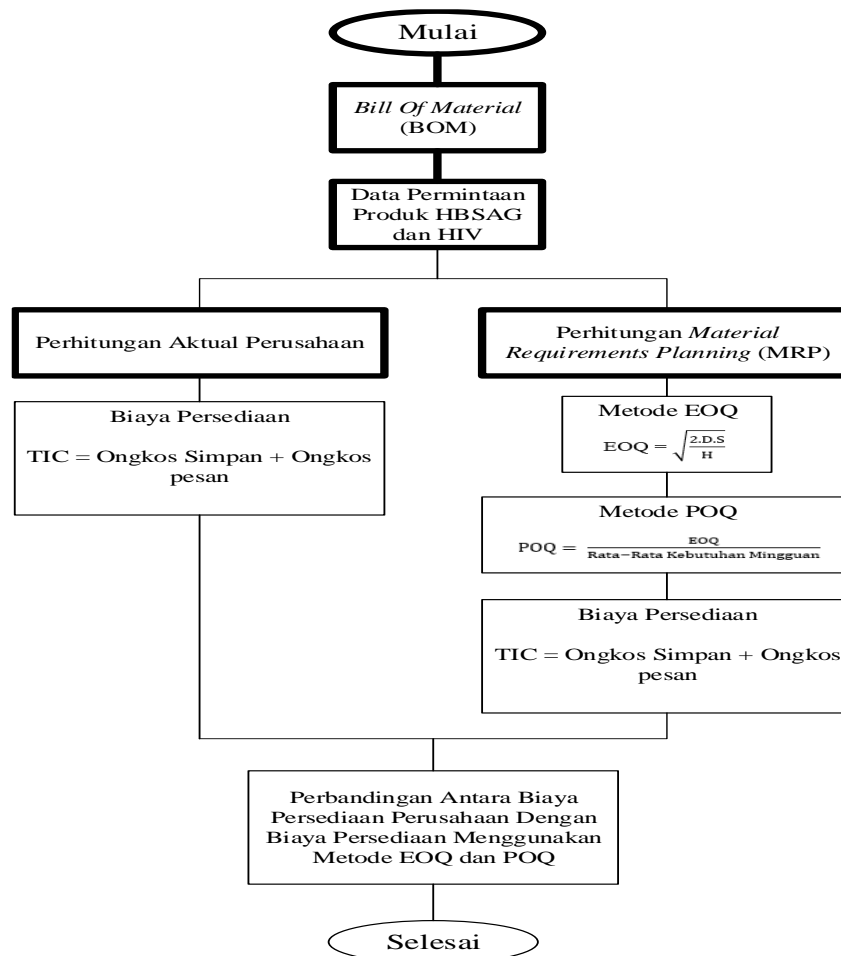 Mulai
Bill Of Material
(BOM)
Data Permintaan
Produk HBSAG
dan HIV
Perhitungan Aktual Perusahaan
Biaya Persediaan
TIC = Ongkos Simpan + Ongkos
pesan
Perhitungan Material
Requirements Planning (MRP)
Metode EOQ
EOQ = √(2.D.S/H)
Metode POQ
POQ = EOQ / Rata−Rata Kebutuhan Mingguan
Biaya Persediaan
TIC = Ongkos Simpan + Ongkos
pesan
Perbandingan Antara Biaya
Persediaan Perusahaan Dengan
Biaya Persediaan Menggunakan
Metode EOQ dan POQ
Selesai